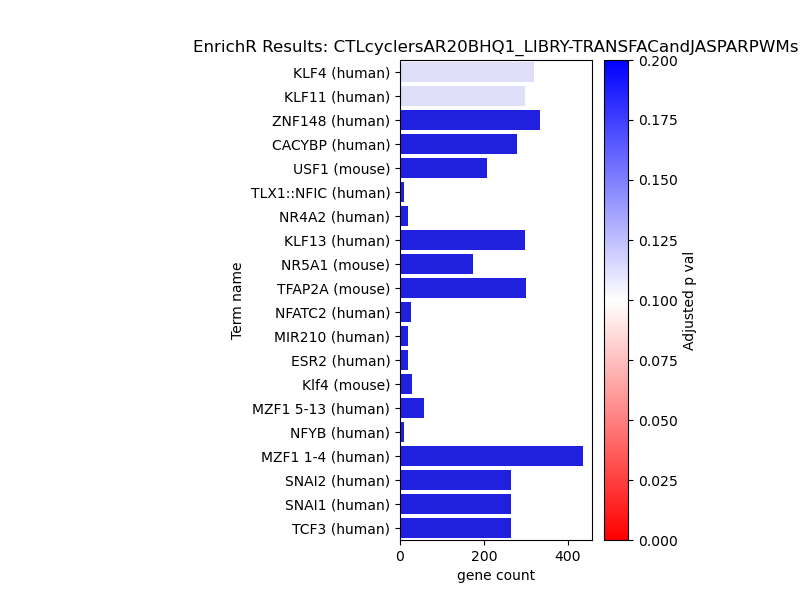 EnrichR Results: CTLcyclersAR20BHQ1_LIBRY-TRANSFACandJASPARPWMs
KLF4 (human)
KLF11 (human)
ZNF148 (human)
CACYBP (human)
USF1 (mouse)
TLX1::NFIC (human)
NR4A2 (human)
KLF13 (human)
NR5A1 (mouse)
TFAP2A (mouse)
NFATC2 (human)
MIR210 (human)
ESR2 (human)
Klf4 (mouse)
MZF1 5-13 (human)
NFYB (human)
MZF1 1-4 (human)
SNAI2 (human)
SNAI1 (human)
TCF3 (human)
Term name
0 200 400
gene count
0.200
0.175
0.150
0.125
0.100
0.075
0.050
0.025
0.000
Adjusted p val